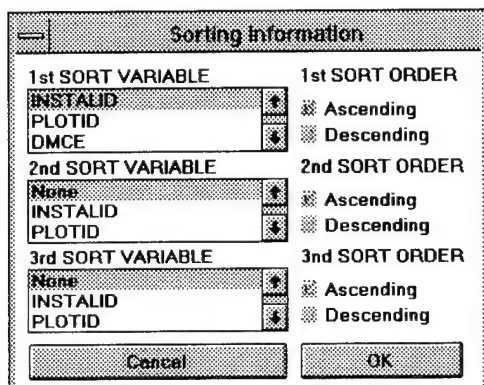 Sorting Information
1st SORT VARIABLE
INSTALID
PLOTID
DMCE
1st SORT ORDER
Ascending
Descending
2nd SORT VARIABLE
None
INSTALID
PLOTID
2nd SORT ORDER
Ascending
Descending
3rd SORT VARIABLE
None
INSTALID
PLOTID
3nd SORT ORDER
Ascending
Descending
Cancel
OK